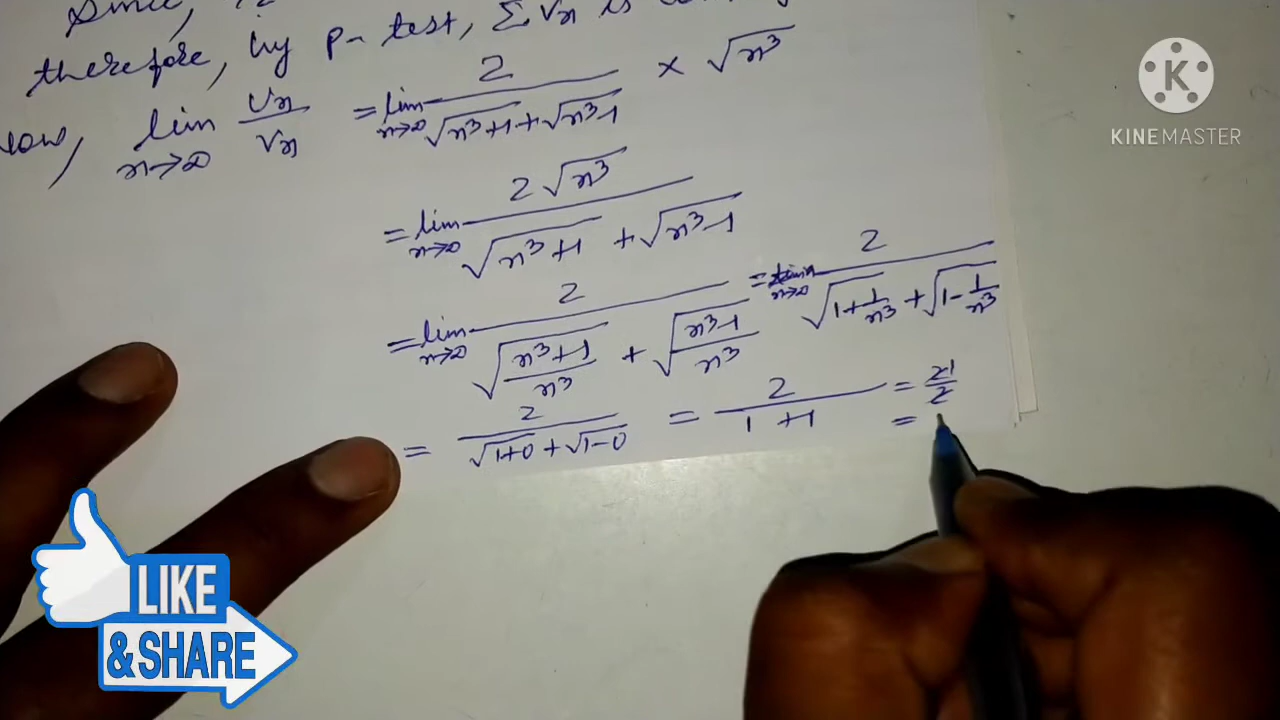 Since,
therefore, by p- test, Σ Vn is
now, lim n→∞ Un/Vn = lim n→∞ 2/(√(n³+1)+√(n³-1)) × √n³
= lim n→∞ 2√n³/(√(n³+1) + √(n³-1))
= lim n→∞ 2/(√((n³+1)/n³) + √((n³-1)/n³)) = lim n→∞ 2/(√(1+1/n³) + √(1-1/n³))
= 2/(√(1+0) + √(1-0)) = 2/(1+1) = 2/2
=
KINEMASTER
LIKE
& SHARE